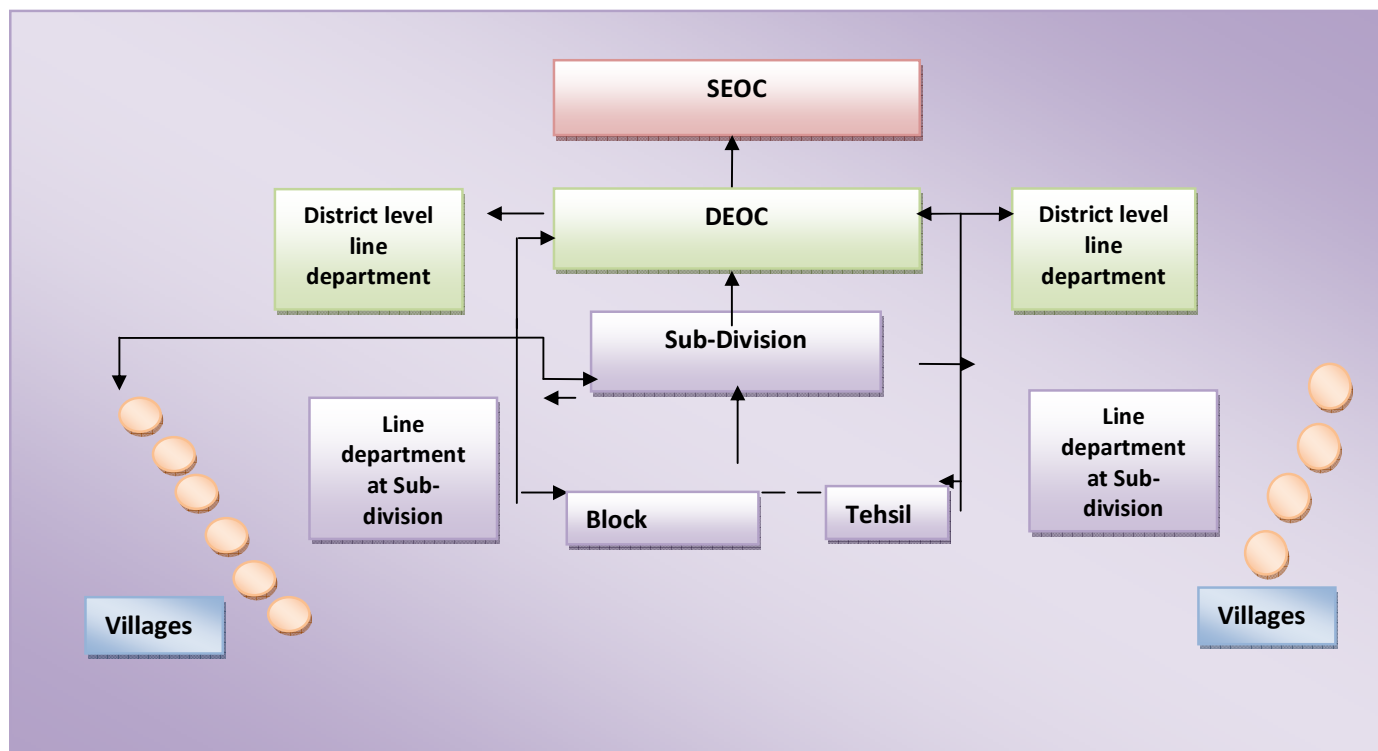 SEOC
District level
line
department
DEOC
District level
line
department
Sub-Division
Line
department
at Sub-
division
Line
department
at Sub-
division
Block
Tehsil
Villages
Villages